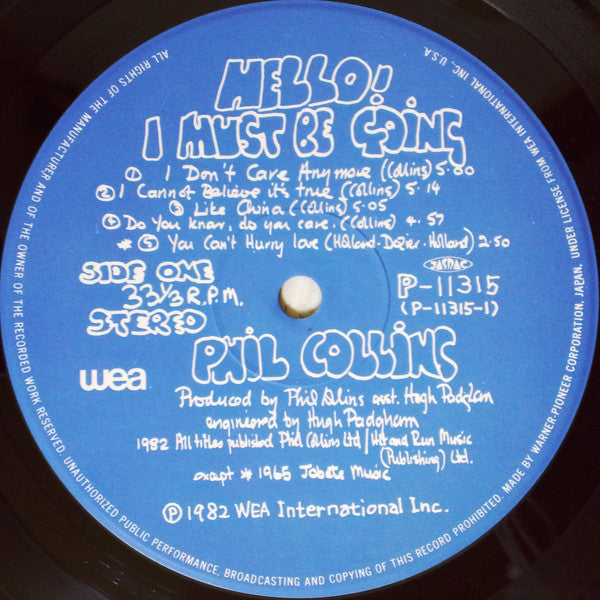 HELLO!
I MUST BE GOING
① I Don't Care Anymore (Collins) 5.00
② I Cannot Believe it's true (Collins) 5.14
③ Like China (Collins) 5.05
④ Do You know, do you care. (Collins) 4.57
* ⑤ You Can't Hurry love (Holland-Dozier-Holland) 2.50
SIDE ONE
33 1/3 R.P.M.
STEREO
JASRAC
P-11315
(P-11315-1)
wea
PHIL COLLINS
Produced by Phil Collins asst. Hugh Padgham
engineered by Hugh Padgham
1982 All titles published Phil Collins Ltd / Hit and Run Music
(Publishing) Ltd.
except * 1965 Jobete Music
Ⓟ 1982 WEA International Inc.
ALL RIGHTS OF THE MANUFACTURER AND OF THE OWNER OF THE RECORDED WORK RESERVED. UNAUTHORIZED PUBLIC PERFORMANCE, BROADCASTING AND COPYING OF THIS RECORD PROHIBITED. MADE BY WARNER-PIONEER CORPORATION, JAPAN, UNDER LICENSE FROM WEA INTERNATIONAL INC, U.S.A